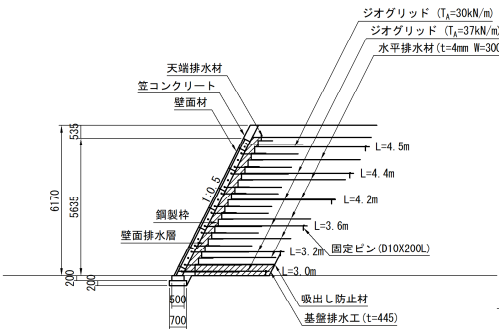 ジオグリッド (TA=30kN/m)
ジオグリッド (TA=37kN/m)
水平排水材(t=4mm W=300
天端排水材
笠コンクリート
壁面材
535
L=4.5m
L=4.4m
1:0.5
6170
5635
L=4.2m
鋼製枠
L=3.6m
壁面排水層
固定ピン(D10X200L)
L=3.2m
L=3.0m
200
200
吸出し防止材
500
基盤排水工(t=445)
700